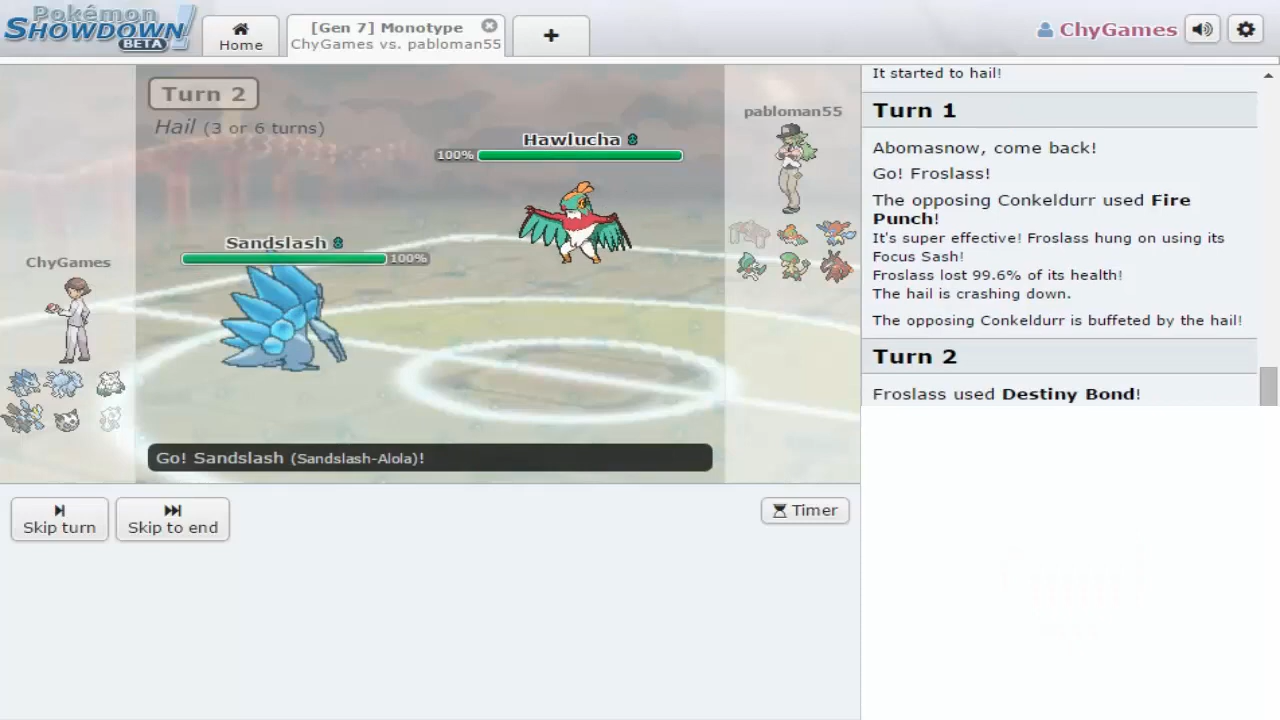 Pokémon
SHOWDOWN!
BETA
Home
[Gen 7] Monotype
ChyGames vs. pabloman55
+
ChyGames
Turn 2
Hail (3 or 6 turns)
pabloman55
Hawlucha
100%
Sandslash
100%
ChyGames
Go! Sandslash (Sandslash-Alola)!
Skip turn
Skip to end
Timer
It started to hail!
Turn 1
Abomasnow, come back!
Go! Froslass!
The opposing Conkeldurr used Fire
Punch!
It's super effective! Froslass hung on using its
Focus Sash!
Froslass lost 99.6% of its health!
The hail is crashing down.
The opposing Conkeldurr is buffeted by the hail!
Turn 2
Froslass used Destiny Bond!